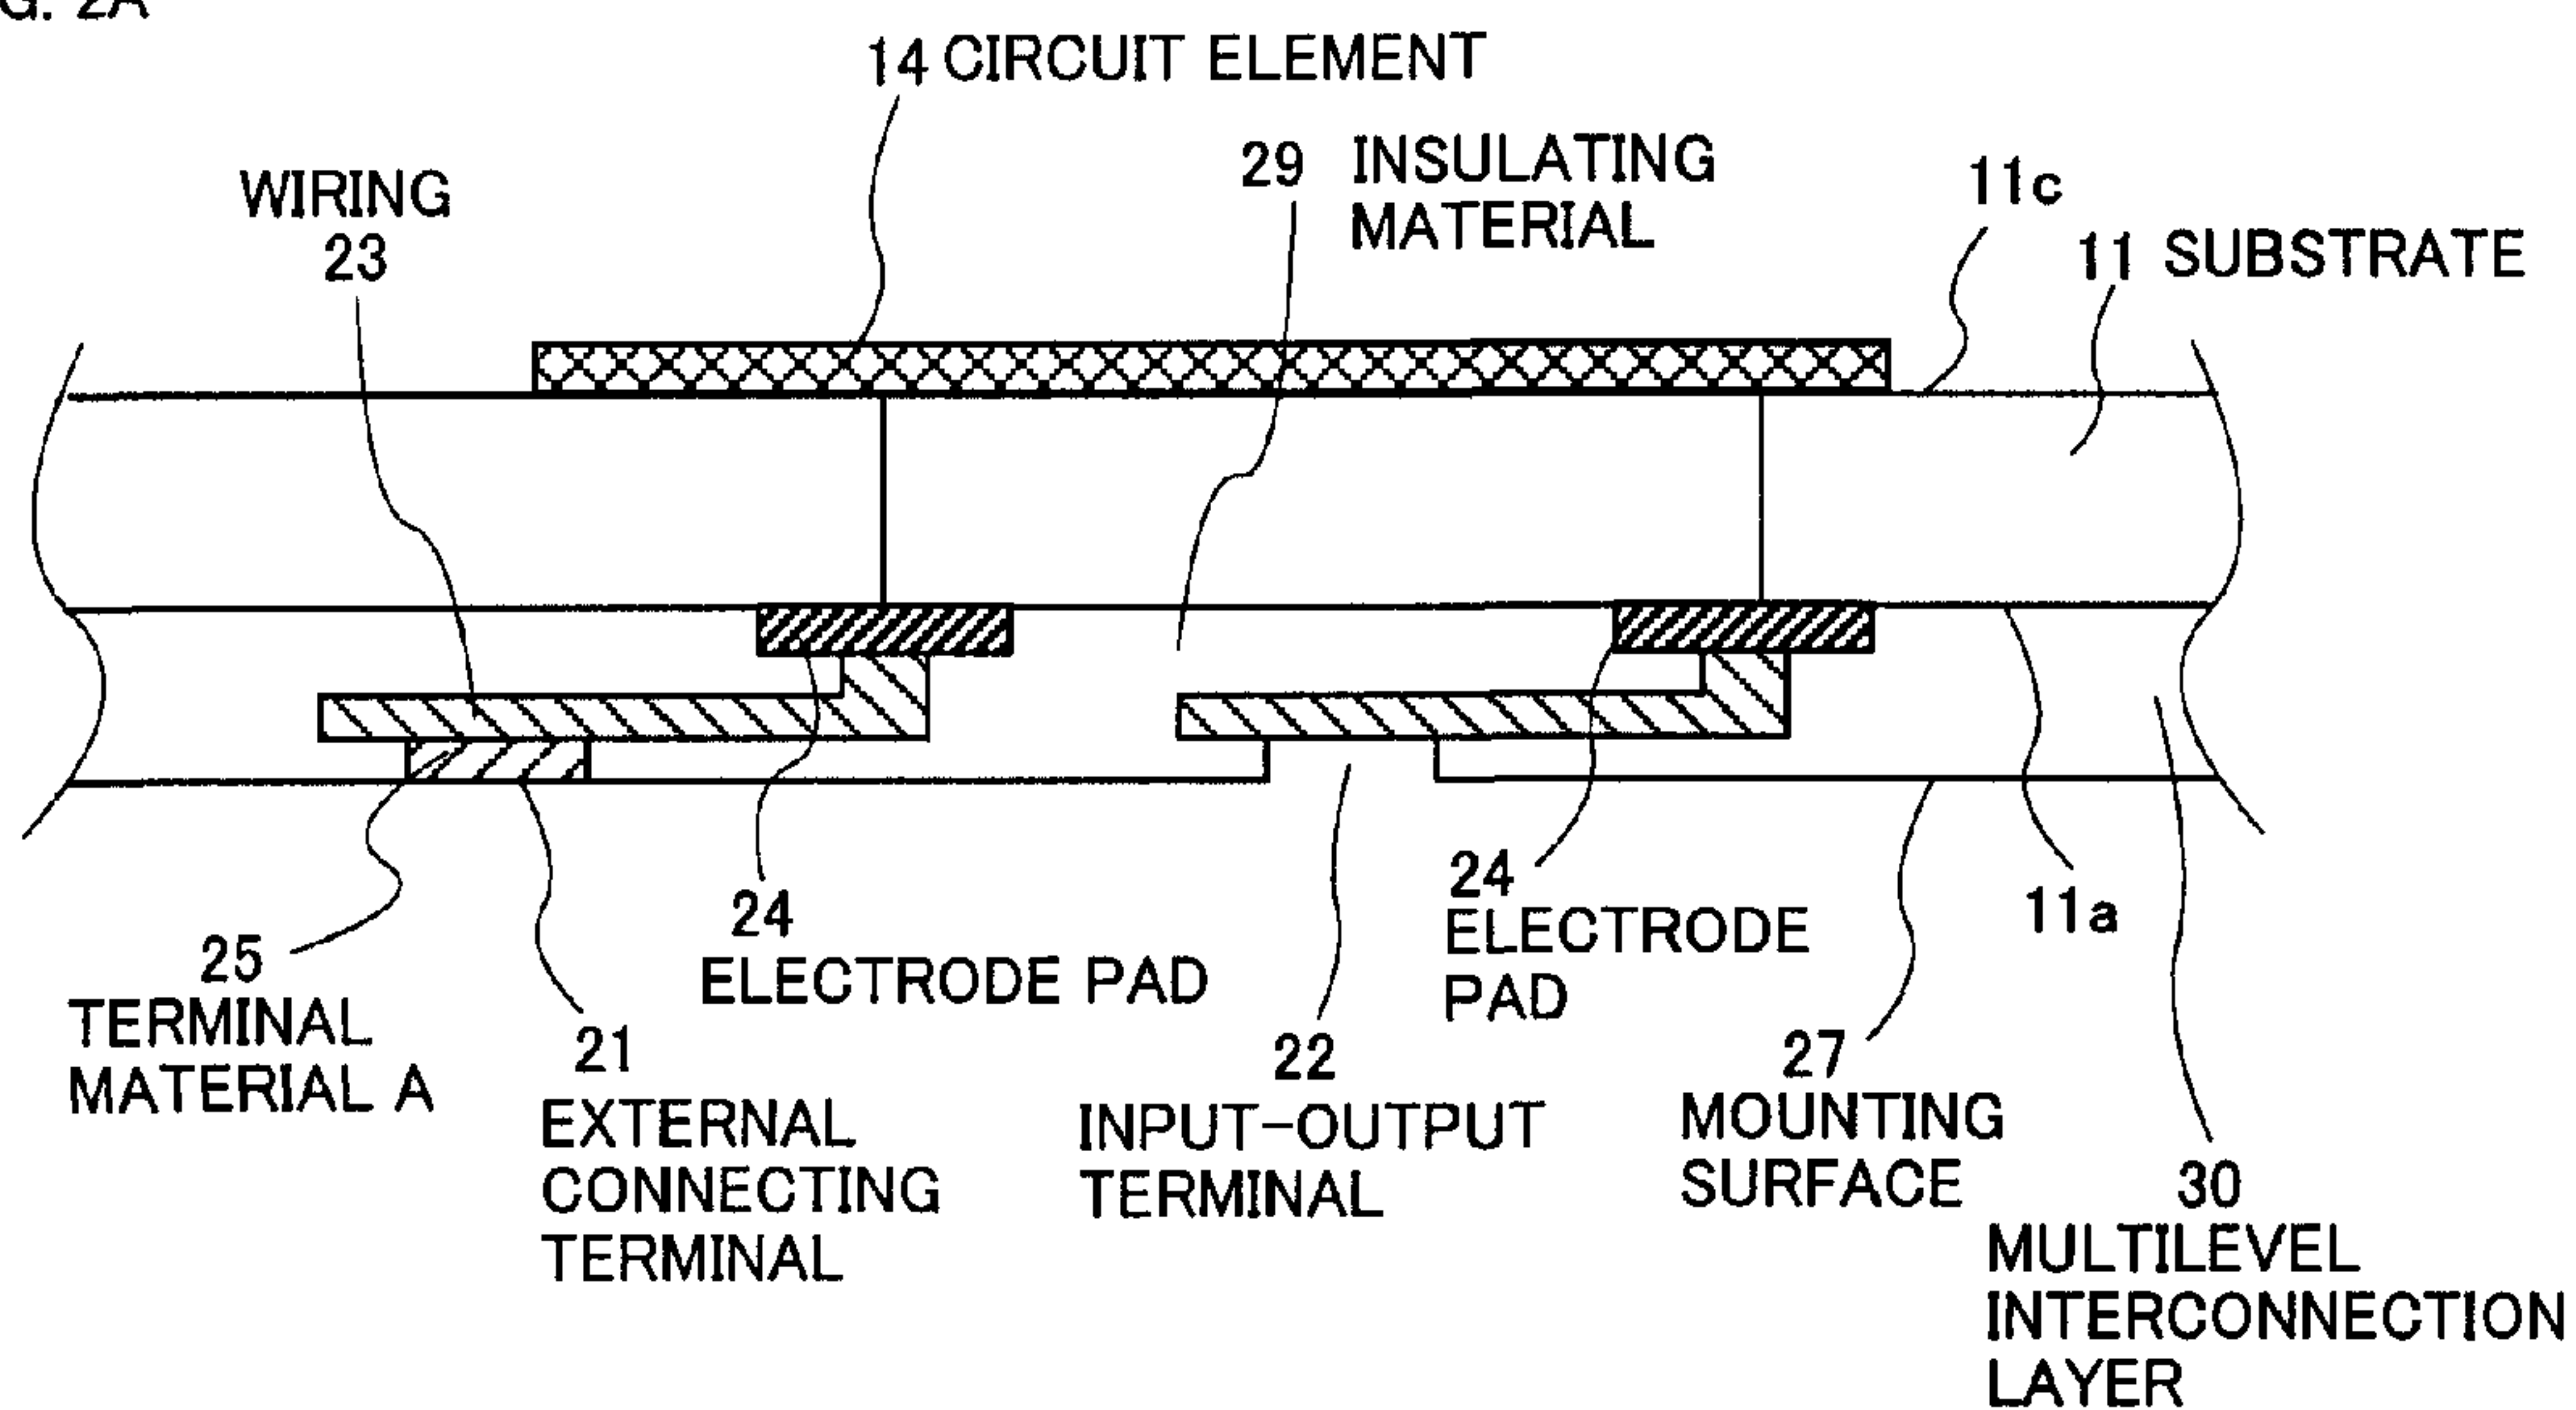 G. 2A
14 CIRCUIT ELEMENT
29 INSULATING
MATERIAL
WIRING
23
11c
11 SUBSTRATE
24
ELECTRODE PAD
24
ELECTRODE
PAD
11a
25
TERMINAL
MATERIAL A
21
EXTERNAL
CONNECTING
TERMINAL
22
INPUT-OUTPUT
TERMINAL
27
MOUNTING
SURFACE
30
MULTILEVEL
INTERCONNECTION
LAYER